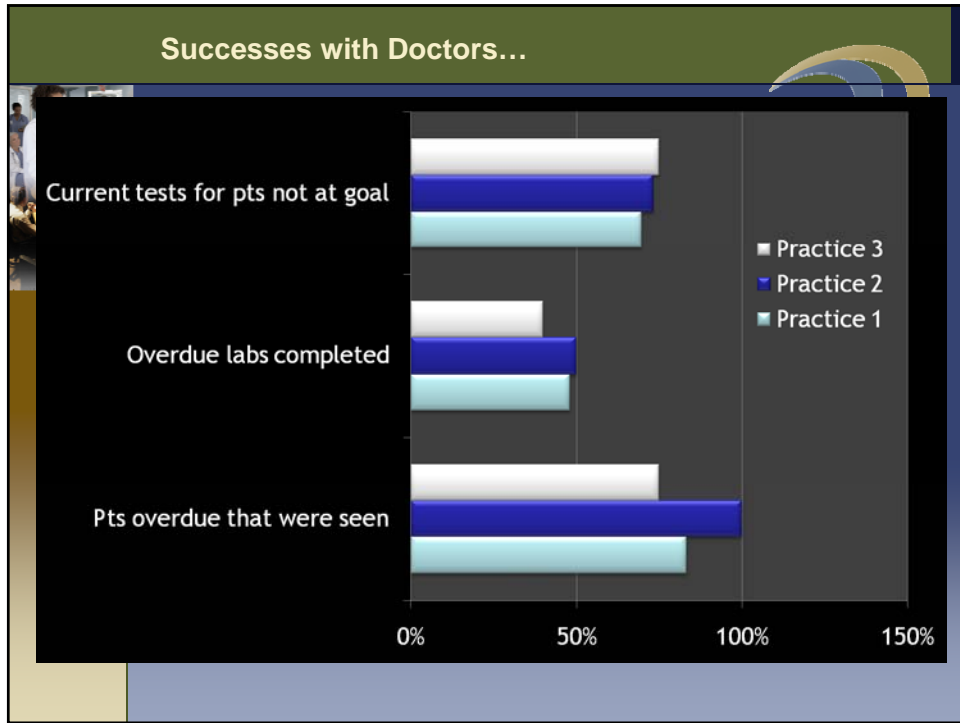 Successes with Doctors…
Current tests for pts not at goal
Overdue labs completed
Pts overdue that were seen
Practice 3
Practice 2
Practice 1
0% 50% 100% 150%